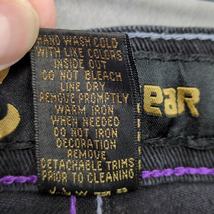 HAND WASH COLD
WITH LIKE COLORS
INSIDE OUT
DO NOT BLEACH
LINE DRY
REMOVE PROMPTLY
WARM IRON
WHEN NEEDED
DO NOT IRON
DECORATION
REMOVE
DETACHABLE TRIMS
PRIOR TO CLEANING
eaR